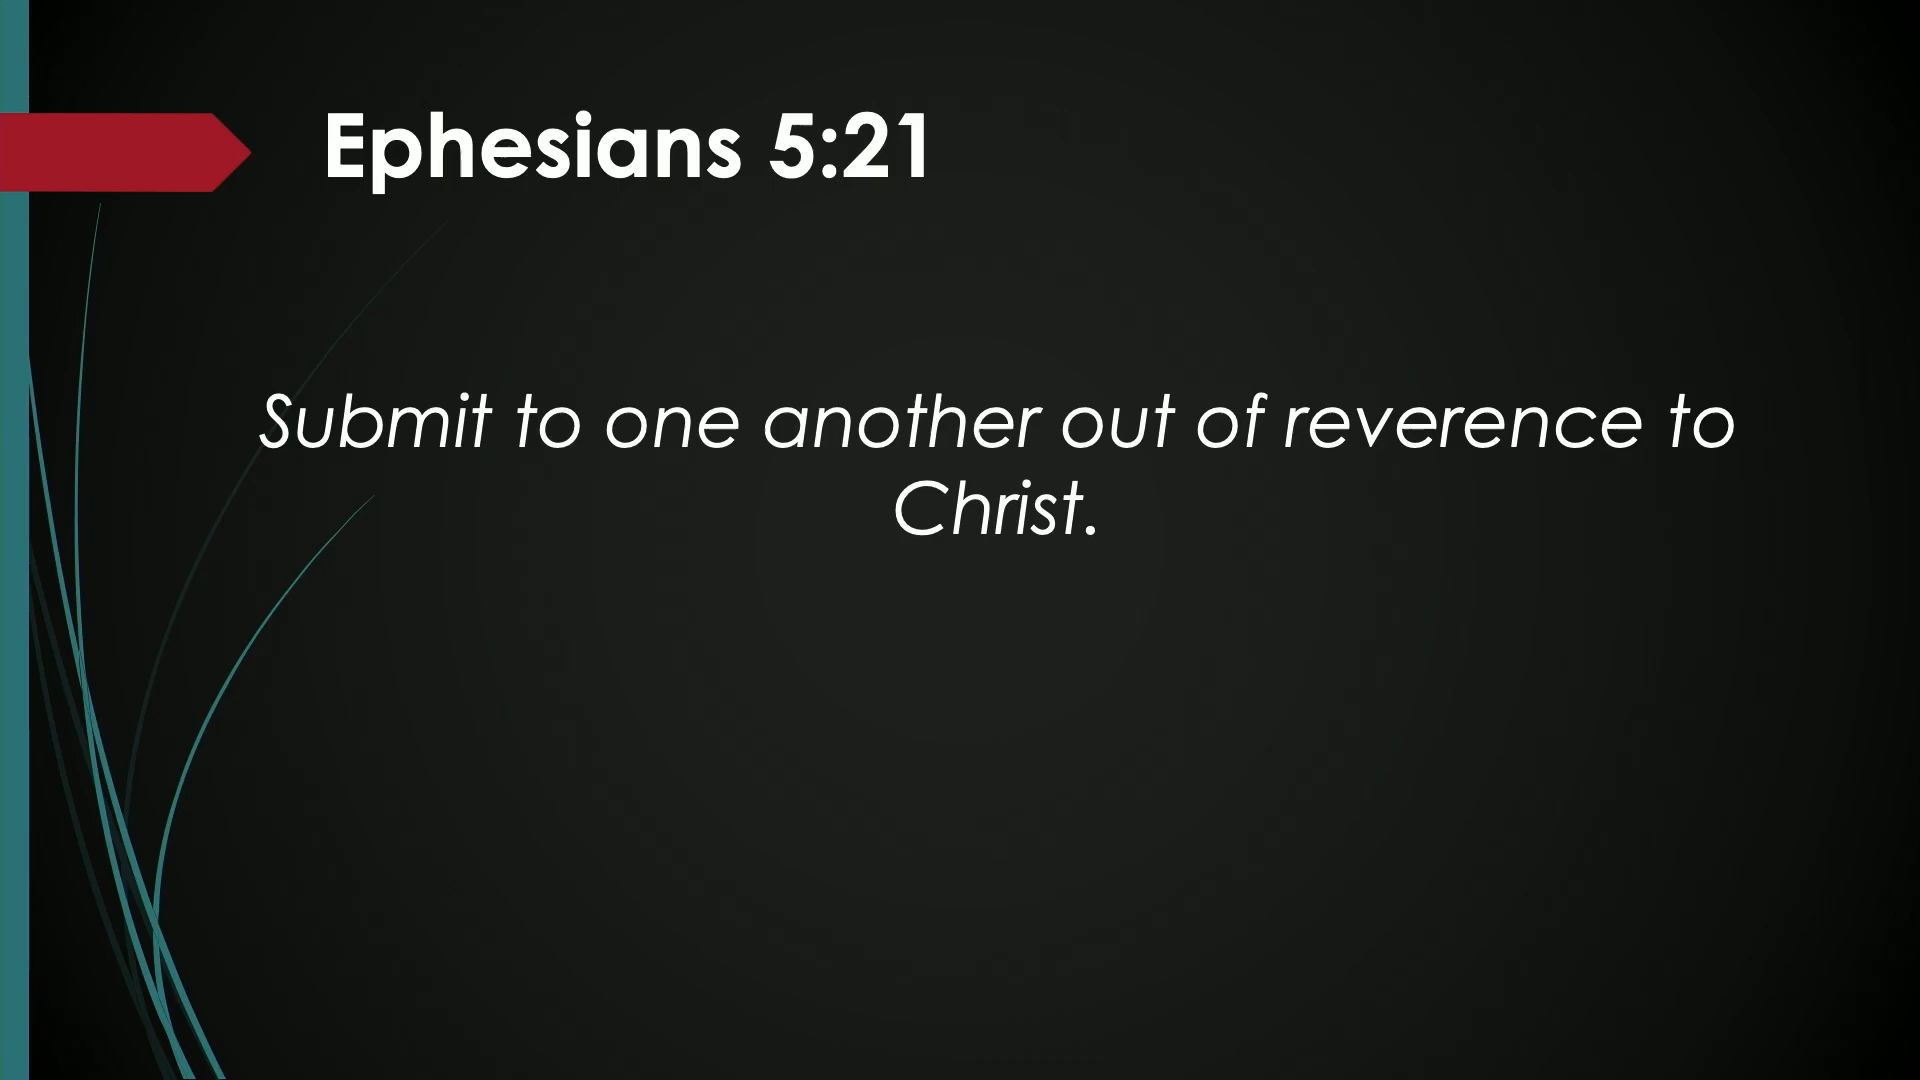 Ephesians 5:21
Submit to one another out of reverence to
Christ.